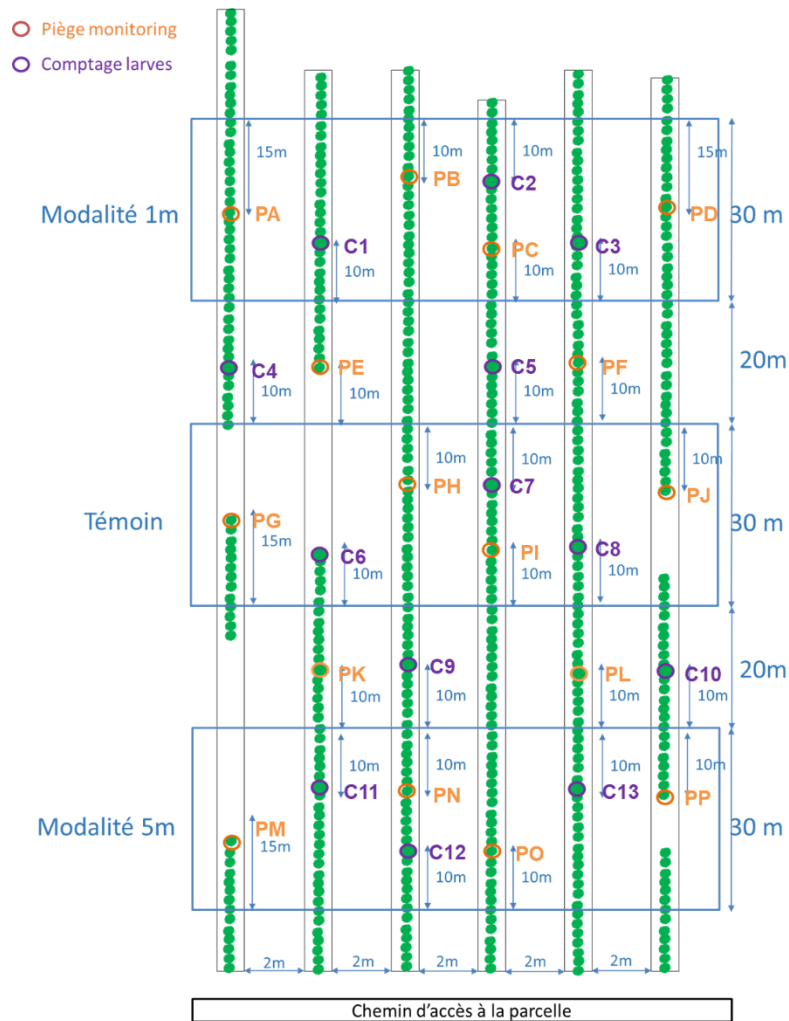 Piège monitoring
Comptage larves
15m
10m
10m
15m
PB
C2
Modalité 1m
PA
PD
30 m
C1
PC
C3
10m
10m
10m
C4
PE
C5
PF
20m
10m
10m
10m
10m
10m
10m
10m
PH
C7
PJ
Témoin
PG
30 m
15m
C6
PI
C8
10m
10m
10m
PK
C9
PL
C10
20m
10m
10m
10m
10m
10m
10m
10m
10m
C11
PN
C13
PP
Modalité 5m
PM
30 m
15m
C12
PO
10m
10m
2m
2m
2m
2m
2m
Chemin d'accès à la parcelle